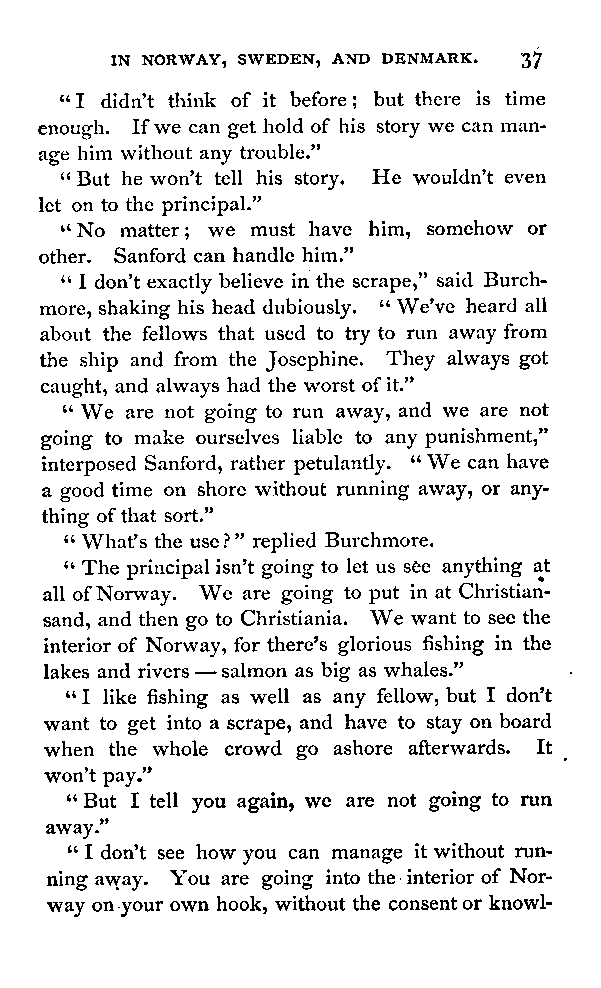 IN NORWAY, SWEDEN, AND DENMARK. 37
“I didn’t think of it before; but there is time
enough. If we can get hold of his story we can man-
age him without any trouble.”
“But he won’t tell his story. He wouldn’t even
let on to the principal.”
“No matter; we must have him, somehow or
other. Sanford can handle him.”
“I don’t exactly believe in the scrape,” said Burch-
more, shaking his head dubiously. “We’ve heard all
about the fellows that used to try to run away from
the ship and from the Josephine. They always got
caught, and always had the worst of it.”
“We are not going to run away, and we are not
going to make ourselves liable to any punishment,”
interposed Sanford, rather petulantly. “We can have
a good time on shore without running away, or any-
thing of that sort.”
“What’s the use?” replied Burchmore.
“The principal isn’t going to let us see anything at
all of Norway. We are going to put in at Christian-
sand, and then go to Christiania. We want to see the
interior of Norway, for there’s glorious fishing in the
lakes and rivers — salmon as big as whales.”
“I like fishing as well as any fellow, but I don’t
want to get into a scrape, and have to stay on board
when the whole crowd go ashore afterwards. It
won’t pay.”
“But I tell you again, we are not going to run
away.”
“I don’t see how you can manage it without run-
ning away. You are going into the interior of Nor-
way on your own hook, without the consent or knowl-